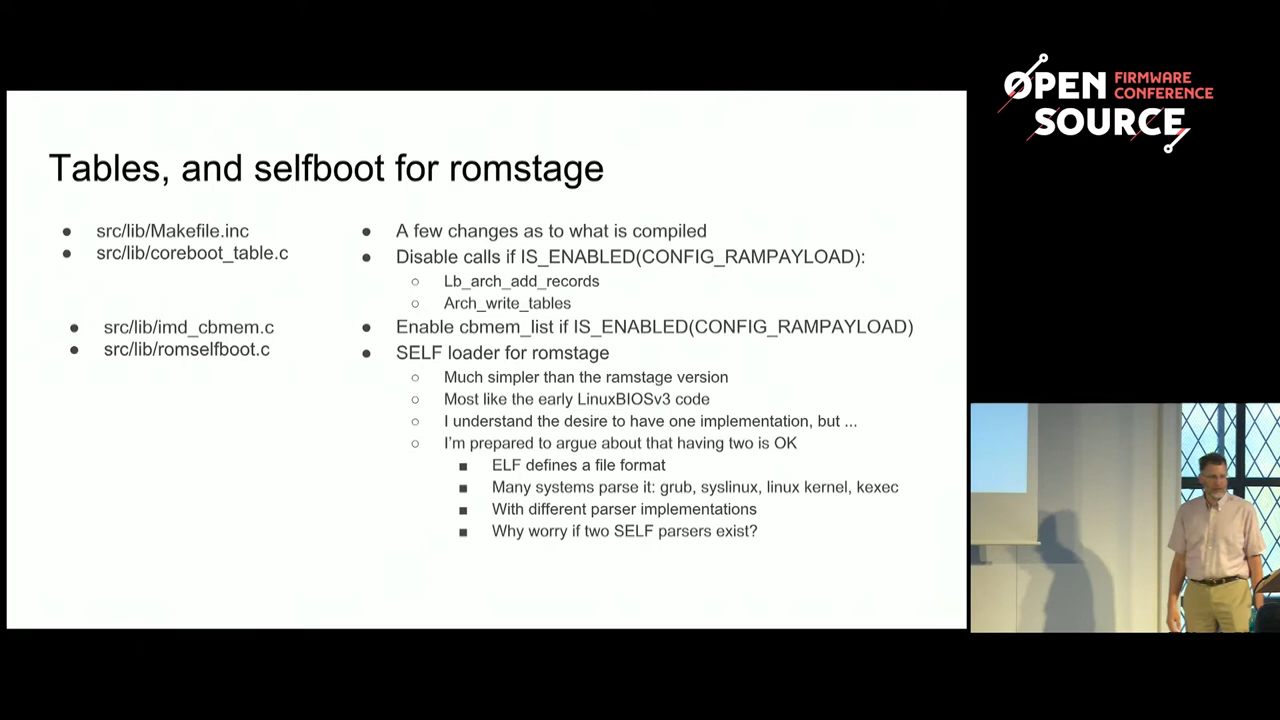 OPEN FIRMWARE
CONFERENCE
SOURCE
Tables, and selfboot for romstage
● src/lib/Makefile.inc
● src/lib/coreboot_table.c
● src/lib/imd_cbmem.c
● src/lib/romselfboot.c
● A few changes as to what is compiled
● Disable calls if IS_ENABLED(CONFIG_RAMPAYLOAD):
○ Lb_arch_add_records
○ Arch_write_tables
● Enable cbmem_list if IS_ENABLED(CONFIG_RAMPAYLOAD)
● SELF loader for romstage
○ Much simpler than the ramstage version
○ Most like the early LinuxBIOSv3 code
○ I understand the desire to have one implementation, but ...
○ I'm prepared to argue about that having two is OK
■ ELF defines a file format
■ Many systems parse it: grub, syslinux, linux kernel, kexec
■ With different parser implementations
■ Why worry if two SELF parsers exist?